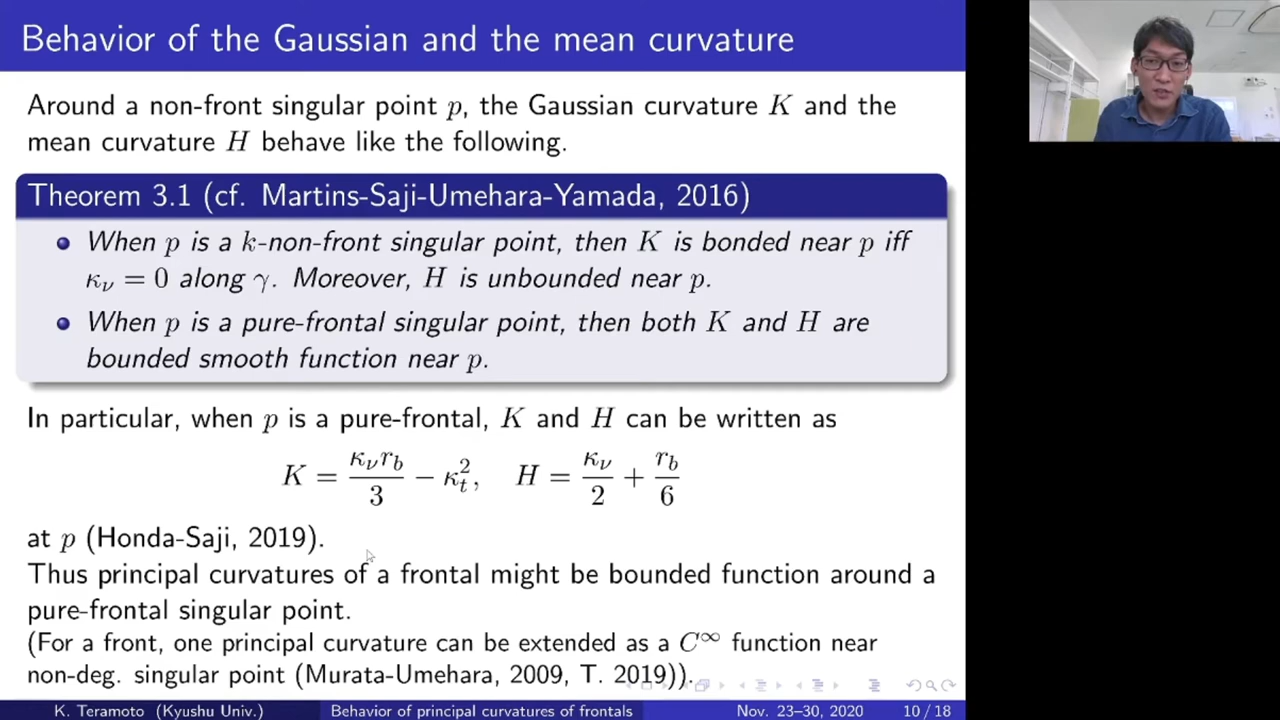 Behavior of the Gaussian and the mean curvature
Around a non-front singular point p, the Gaussian curvature K and the
mean curvature H behave like the following.
Theorem 3.1 (cf. Martins-Saji-Umehara-Yamada, 2016)
When p is a k-non-front singular point, then K is bonded near p iff
κ_ν = 0 along γ. Moreover, H is unbounded near p.
When p is a pure-frontal singular point, then both K and H are
bounded smooth function near p.
In particular, when p is a pure-frontal, K and H can be written as
K = κ_ν r_b / 3 − κ_t^2, H = κ_ν / 2 + r_b / 6
at p (Honda-Saji, 2019).
Thus principal curvatures of a frontal might be bounded function around a
pure-frontal singular point.
(For a front, one principal curvature can be extended as a C^∞ function near
non-deg. singular point (Murata-Umehara, 2009, T. 2019)).
K. Teramoto (Kyushu Univ.) Behavior of principal curvatures of frontals Nov. 23–30, 2020 10 / 18